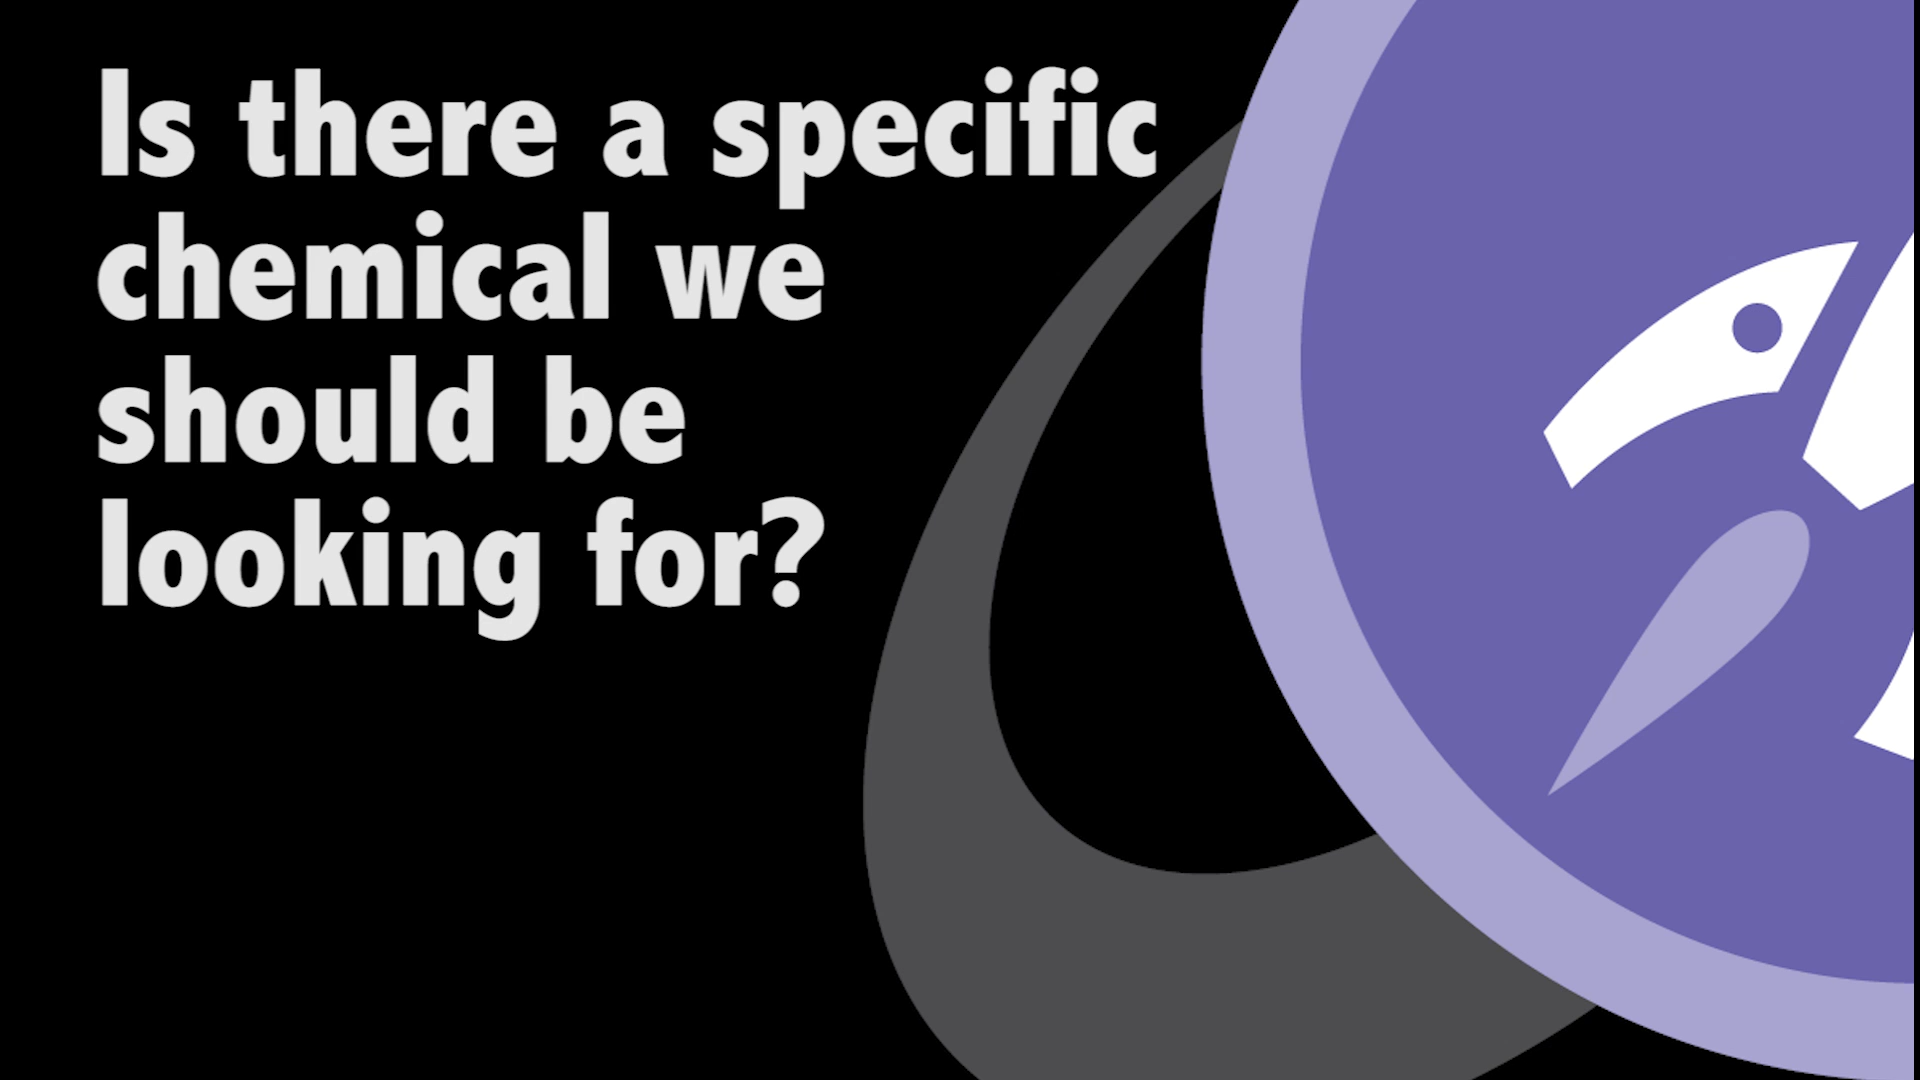 Is there a specific
chemical we
should be
looking for?